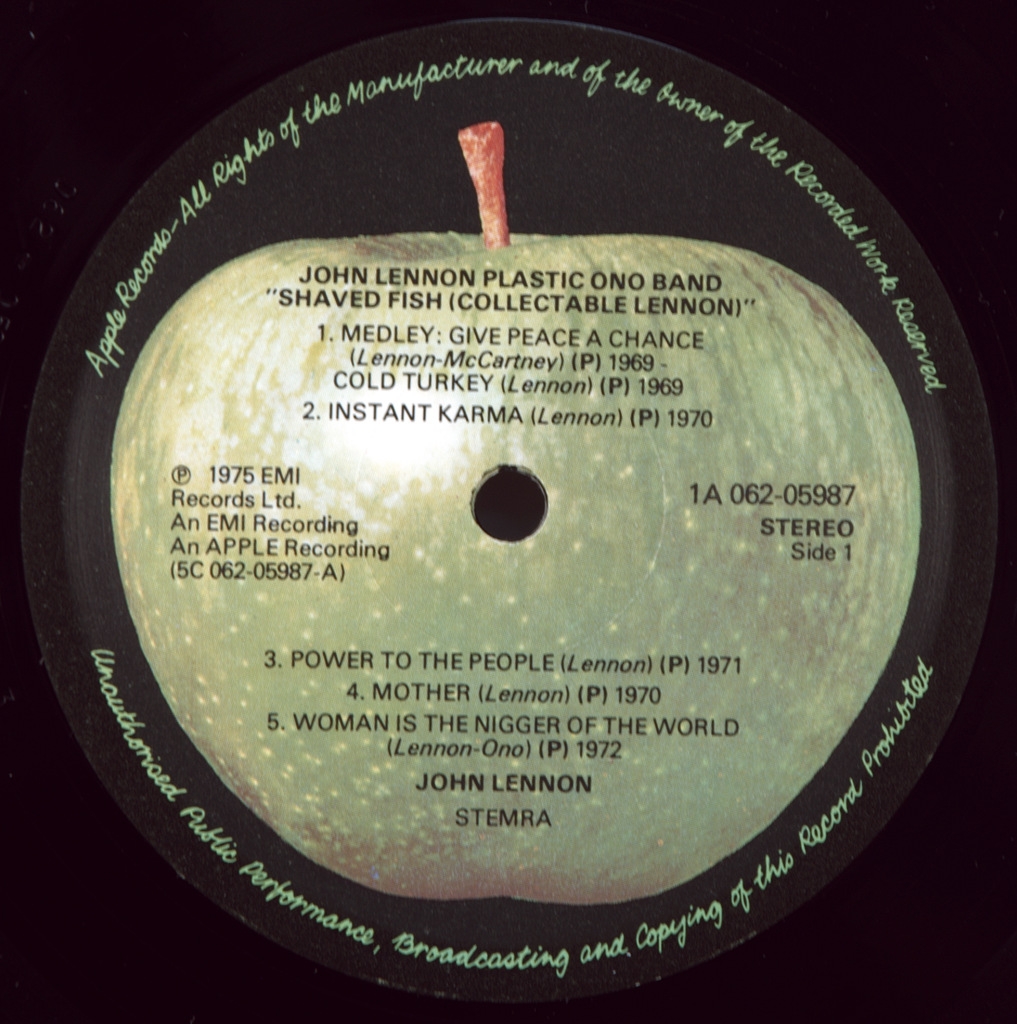 Apple Records-All Rights of the Manufacturer and of the Owner of the Recorded Work Reserved
JOHN LENNON PLASTIC ONO BAND
"SHAVED FISH (COLLECTABLE LENNON)"
1. MEDLEY: GIVE PEACE A CHANCE
(Lennon-McCartney) (P) 1969 -
COLD TURKEY (Lennon) (P) 1969
2. INSTANT KARMA (Lennon) (P) 1970
℗ 1975 EMI
Records Ltd.
An EMI Recording
An APPLE Recording
(5C 062-05987-A)
1A 062-05987
STEREO
Side 1
3. POWER TO THE PEOPLE (Lennon) (P) 1971
4. MOTHER (Lennon) (P) 1970
5. WOMAN IS THE NIGGER OF THE WORLD
(Lennon-Ono) (P) 1972
JOHN LENNON
STEMRA
Unauthorised Public Performance, Broadcasting and Copying of this Record Prohibited